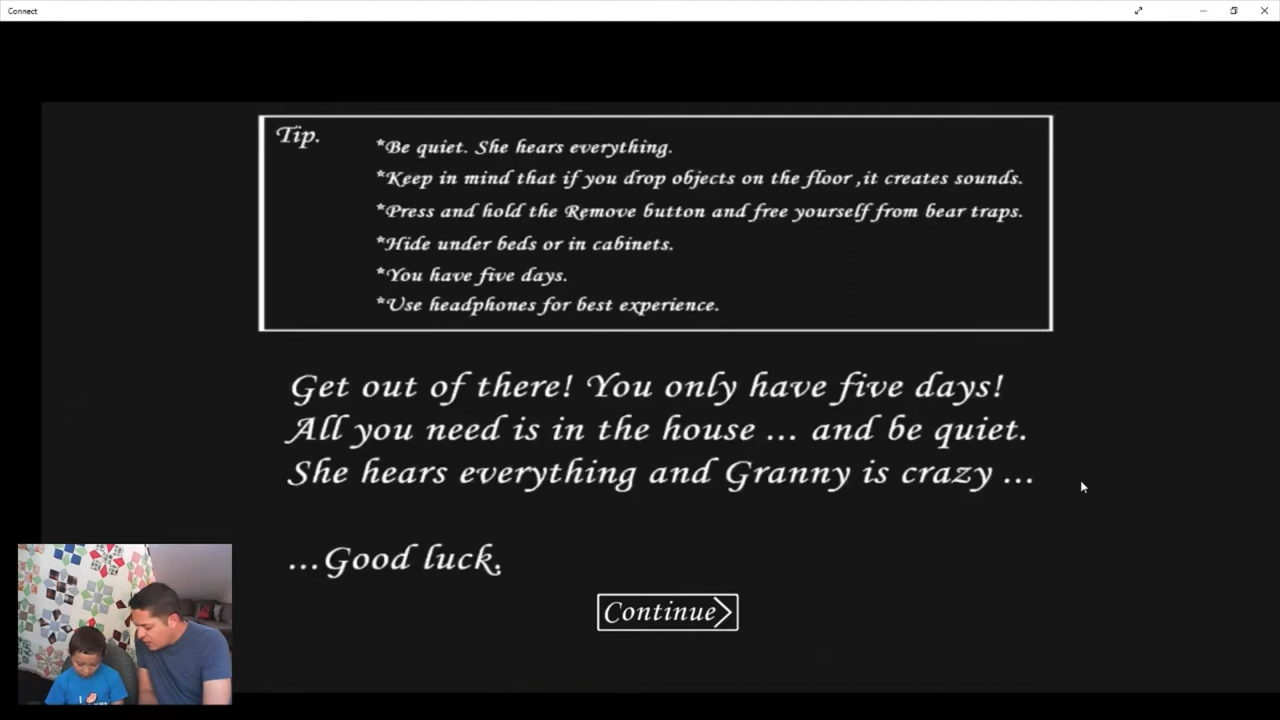 Connect
Tip.
*Be quiet. She hears everything.
*Keep in mind that if you drop objects on the floor ,it creates sounds.
*Press and hold the Remove button and free yourself from bear traps.
*Hide under beds or in cabinets.
*You have five days.
*Use headphones for best experience.
Get out of there! You only have five days!
All you need is in the house ... and be quiet.
She hears everything and Granny is crazy ...
...Good luck.
Continue>